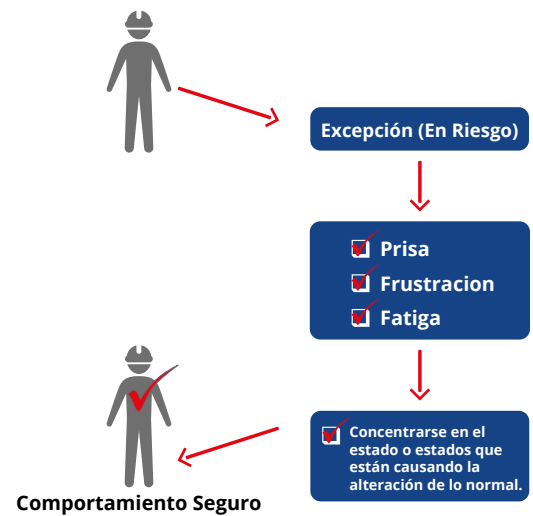 Excepción (En Riesgo)
Prisa
Frustracion
Fatiga
Concentrarse en el
estado o estados que
están causando la
alteración de lo normal.
Comportamiento Seguro